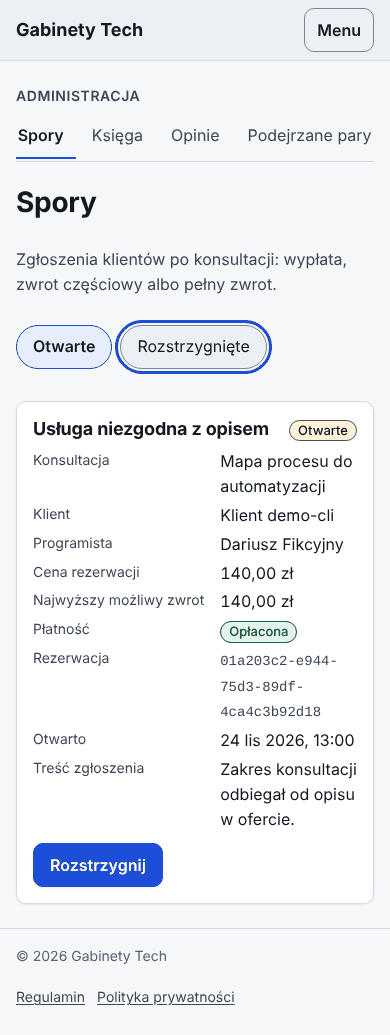 Gabinety Tech
Menu
ADMINISTRACJA
Spory Księga Opinie Podejrzane pary
Spory
Zgłoszenia klientów po konsultacji: wypłata,
zwrot częściowy albo pełny zwrot.
Otwarte Rozstrzygnięte
Usługa niezgodna z opisem Otwarte
Konsultacja Mapa procesu do
automatyzacji
Klient Klient demo-cli
Programista Dariusz Fikcyjny
Cena rezerwacji 140,00 zł
Najwyższy możliwy zwrot 140,00 zł
Płatność Opłacona
Rezerwacja 01a203c2-e944-
75d3-89df-
4ca4c3b92d18
Otwarto 24 lis 2026, 13:00
Treść zgłoszenia Zakres konsultacji
odbiegał od opisu
w ofercie.
Rozstrzygnij
© 2026 Gabinety Tech
Regulamin Polityka prywatności